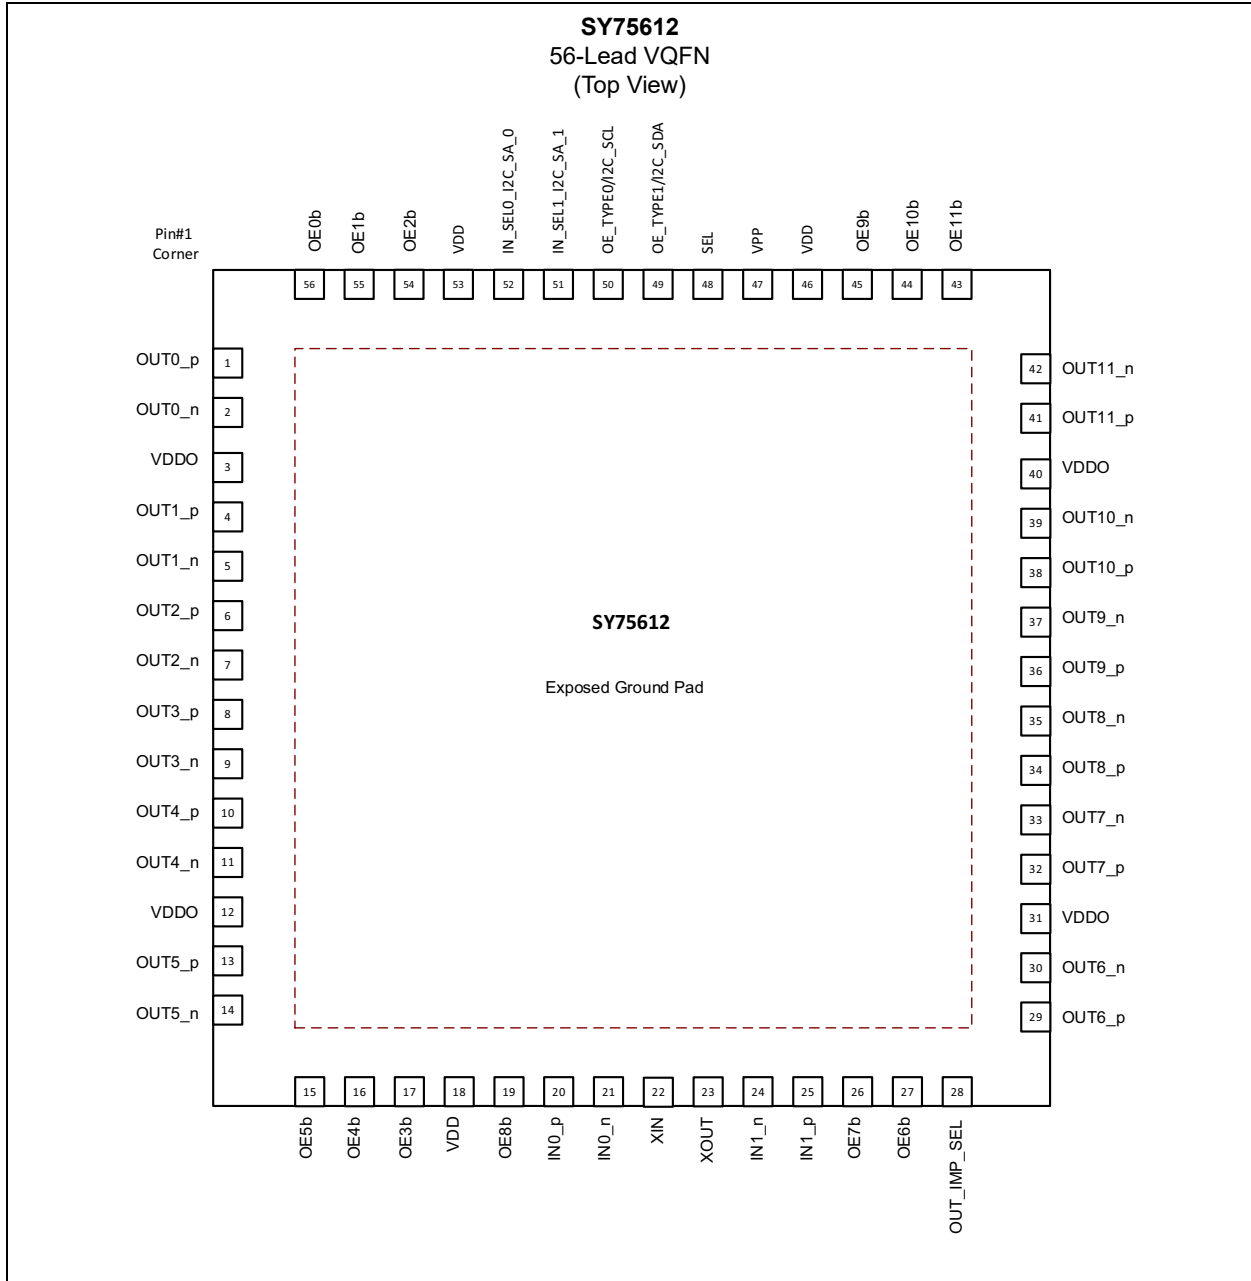 SY75612
56-Lead VQFN
(Top View)
Pin#1
Corner
OE0b
OE1b
OE2b
VDD
IN_SEL0_I2C_SA_0
IN_SEL1_I2C_SA_1
OE_TYPE0/I2C_SCL
OE_TYPE1/I2C_SDA
SEL
VPP
VDD
OE9b
OE10b
OE11b
56 55 54 53 52 51 50 49 48 47 46 45 44 43
OUT0_p 1
OUT0_n 2
VDDO 3
OUT1_p 4
OUT1_n 5
OUT2_p 6
OUT2_n 7
OUT3_p 8
OUT3_n 9
OUT4_p 10
OUT4_n 11
VDDO 12
OUT5_p 13
OUT5_n 14
SY75612
Exposed Ground Pad
42 OUT11_n
41 OUT11_p
40 VDDO
39 OUT10_n
38 OUT10_p
37 OUT9_n
36 OUT9_p
35 OUT8_n
34 OUT8_p
33 OUT7_n
32 OUT7_p
31 VDDO
30 OUT6_n
29 OUT6_p
15 16 17 18 19 20 21 22 23 24 25 26 27 28
OE5b
OE4b
OE3b
VDD
OE8b
IN0_p
IN0_n
XIN
XOUT
IN1_n
IN1_p
OE7b
OE6b
OUT_IMP_SEL